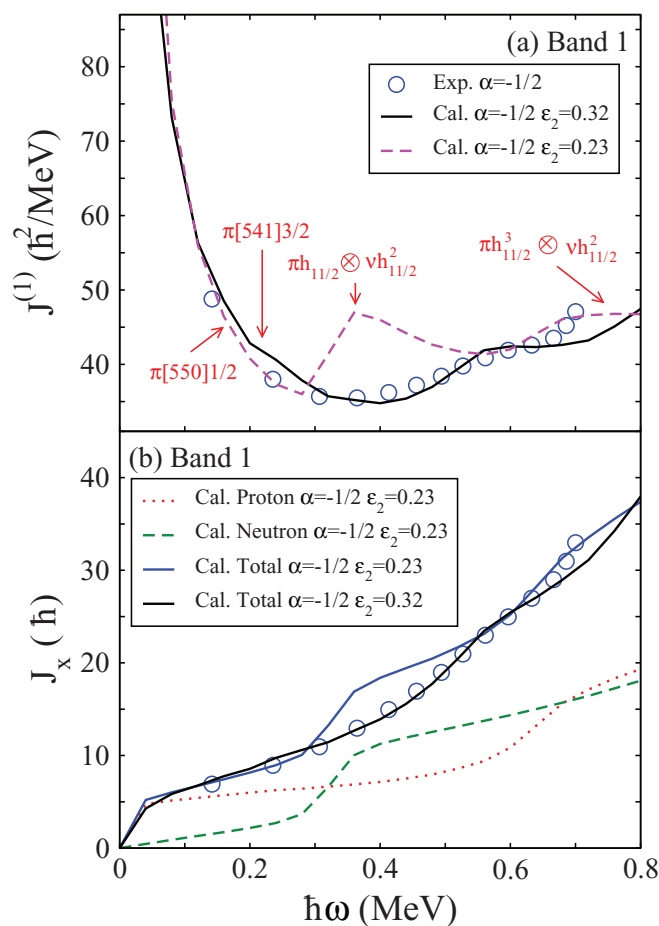 (a) Band 1
Exp. α=-1/2
Cal. α=-1/2 ε₂=0.32
Cal. α=-1/2 ε₂=0.23
80
70
60
50
40
J⁽¹⁾ (ħ²/MeV)
π[541]3/2
πh₁₁/₂ ⊗ νh²₁₁/₂
πh³₁₁/₂ ⊗ νh²₁₁/₂
π[550]1/2
(b) Band 1
Cal. Proton α=-1/2 ε₂=0.23
Cal. Neutron α=-1/2 ε₂=0.23
Cal. Total α=-1/2 ε₂=0.23
Cal. Total α=-1/2 ε₂=0.32
40
30
20
10
0
Jₓ (ħ)
0 0.2 0.4 0.6 0.8
ħω (MeV)